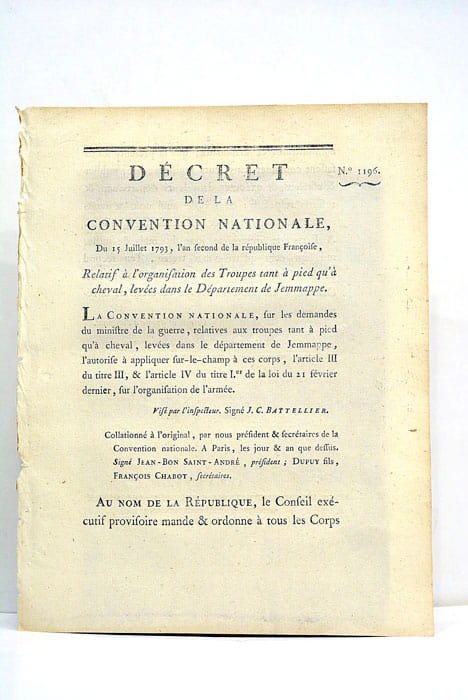 DÉCRET
N.º 1196.
DE LA
CONVENTION NATIONALE,
Du 15 Juillet 1793, l'an second de la république Françoise,
Relatif à l'organisation des Troupes tant à pied qu'à
cheval, levées dans le Département de Jemmappe.
LA CONVENTION NATIONALE, sur les demandes
du ministre de la guerre, relatives aux troupes tant à pied
qu'à cheval, levées dans le département de Jemmappe,
l'autorise à appliquer sur-le-champ à ces corps, l'article III
du titre III, & l'article IV du titre I.er de la loi du 21 février
dernier, sur l'organisation de l'armée.
Visé par l'inspecteur. Signé J. C. BATTELLIER.
Collationné à l'original, par nous président & secrétaires de la
Convention nationale. A Paris, les jour & an que dessus.
Signé JEAN-BON SAINT-ANDRÉ, président; DUPUY fils,
FRANÇOIS CHABOT, secrétaires.
AU NOM DE LA RÉPUBLIQUE, le Conseil exé-
cutif provisoire mande & ordonne à tous les Corps